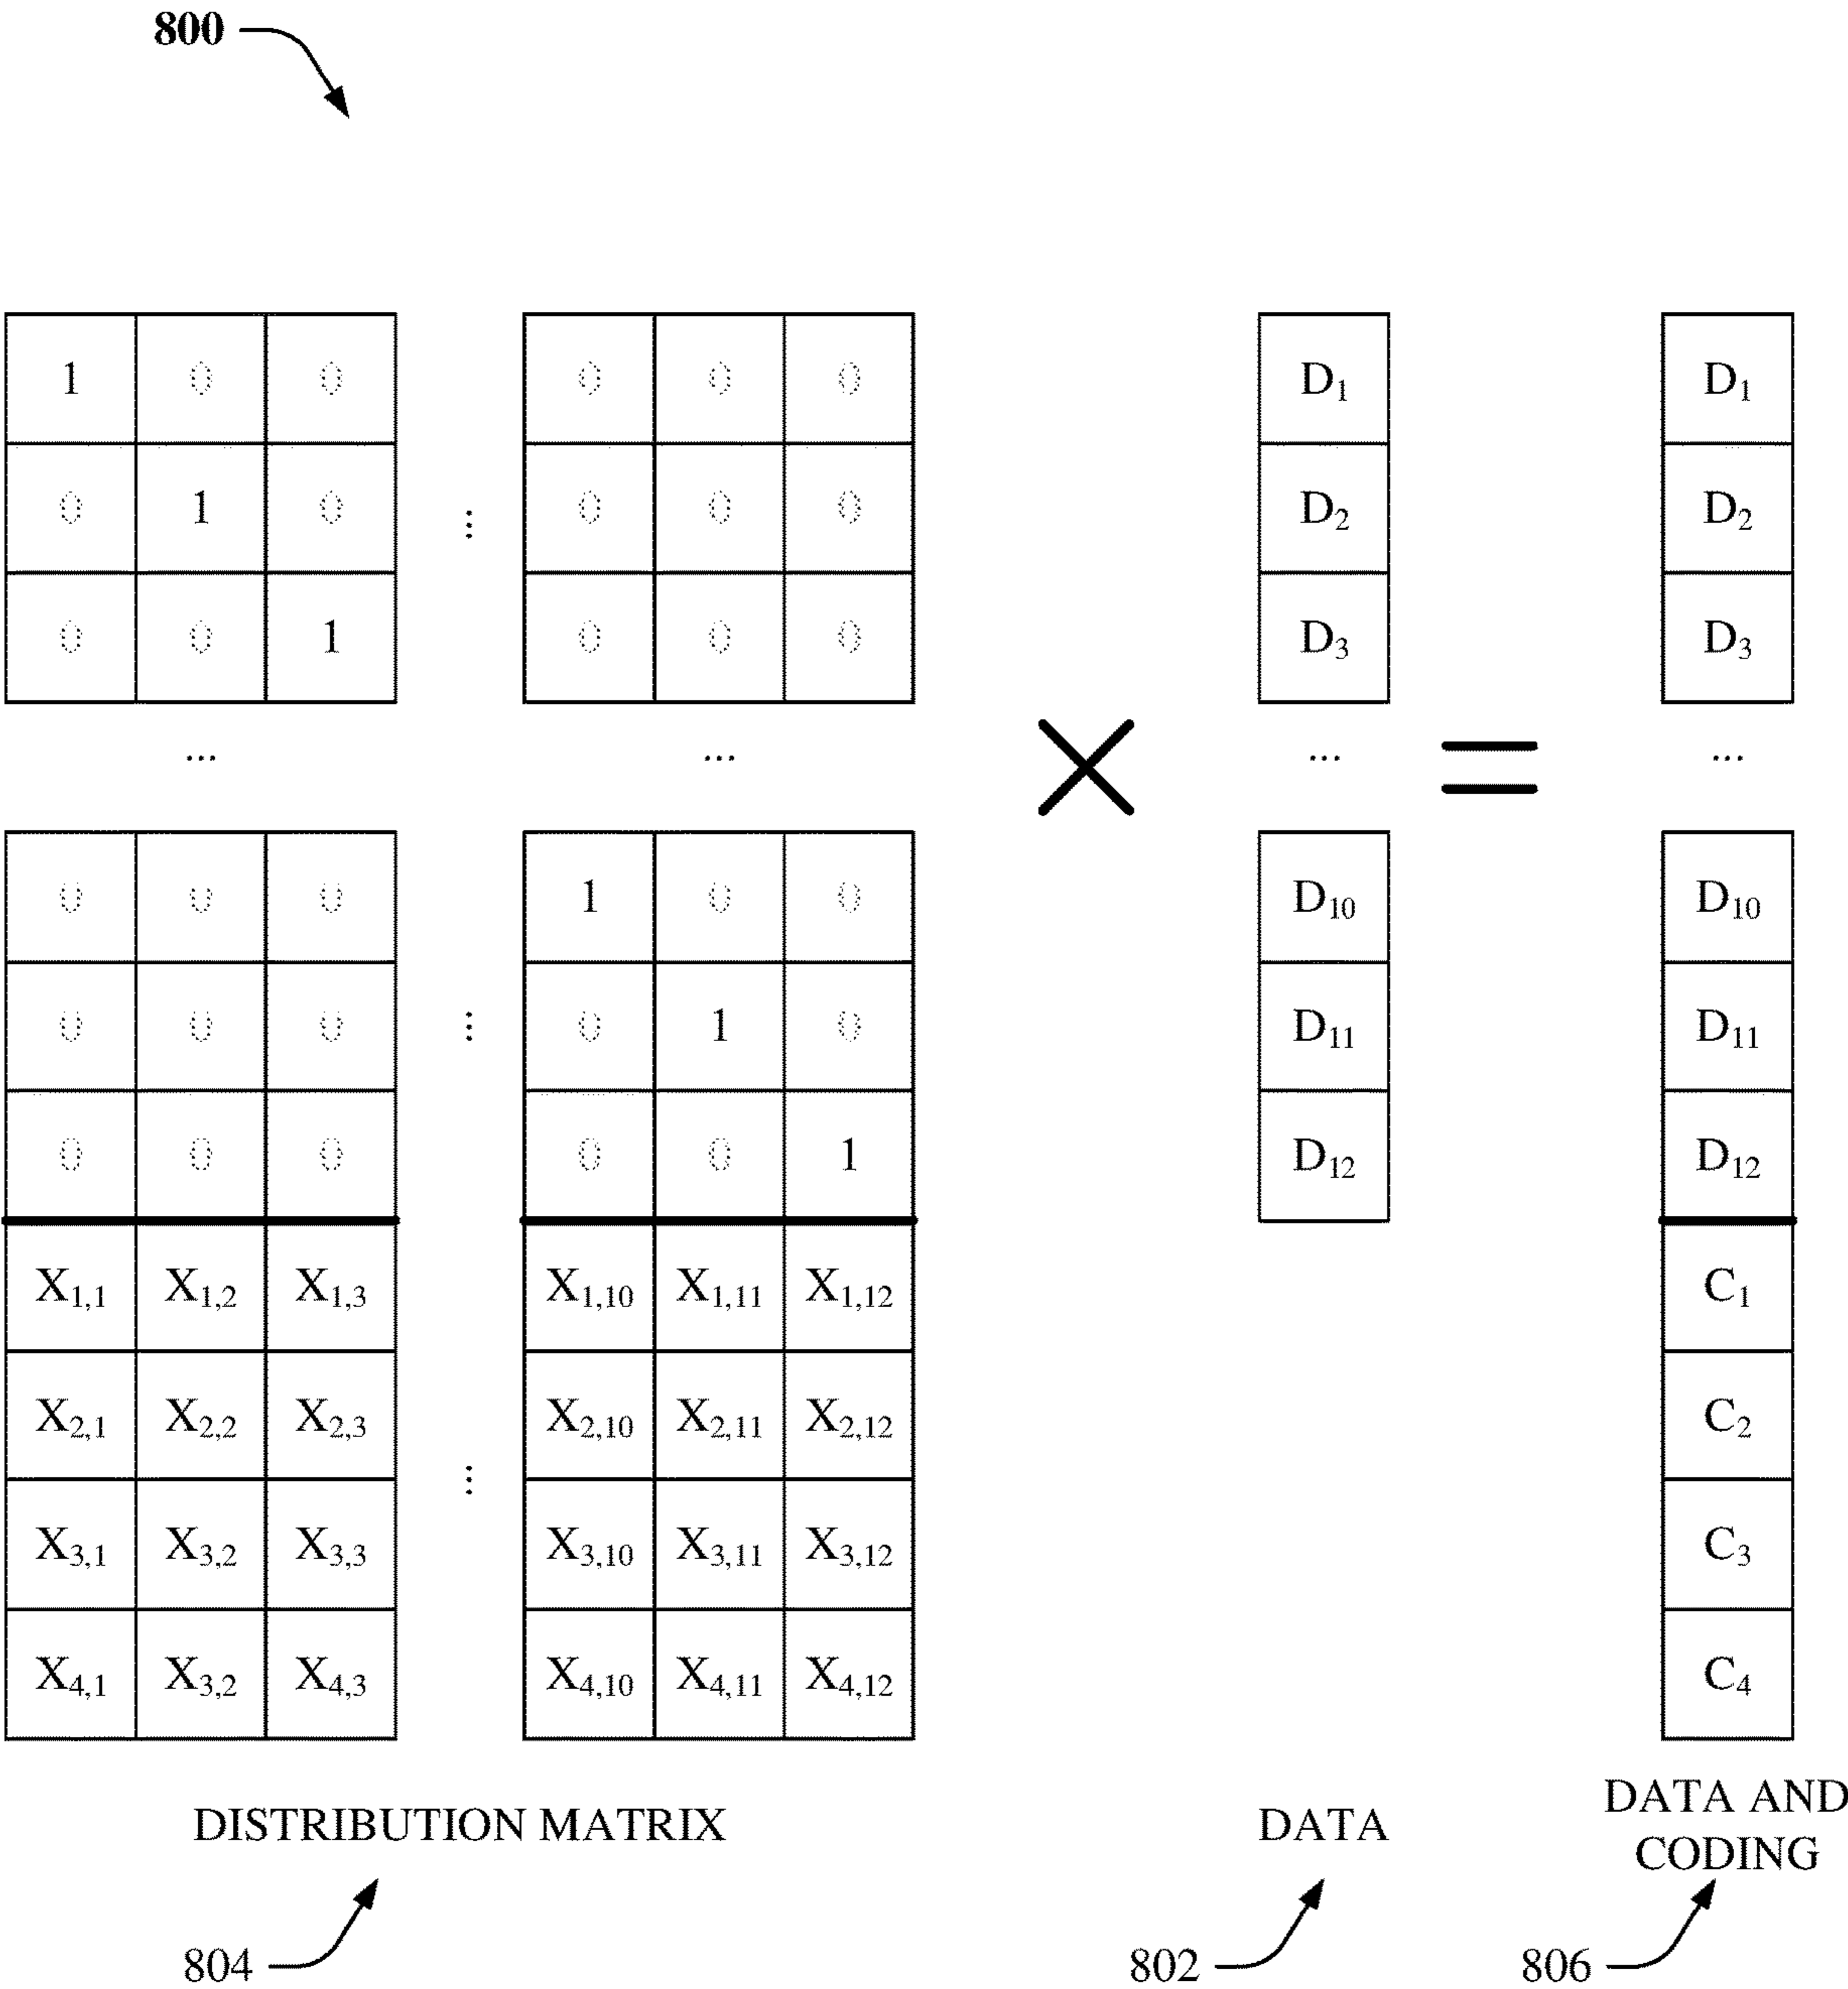 800
1 0 0 0 0 0 D1 D1
0 1 0 ... 0 0 0 D2 D2
0 0 1 0 0 0 D3 D3
... ... × ... = ...
0 0 0 1 0 0 D10 D10
0 0 0 ... 0 1 0 D11 D11
0 0 0 0 0 1 D12 D12
X1,1 X1,2 X1,3 X1,10 X1,11 X1,12 C1
X2,1 X2,2 X2,3 X2,10 X2,11 X2,12 C2
...
X3,1 X3,2 X3,3 X3,10 X3,11 X3,12 C3
X4,1 X3,2 X4,3 X4,10 X4,11 X4,12 C4
DISTRIBUTION MATRIX
DATA
DATA AND
CODING
804
802
806